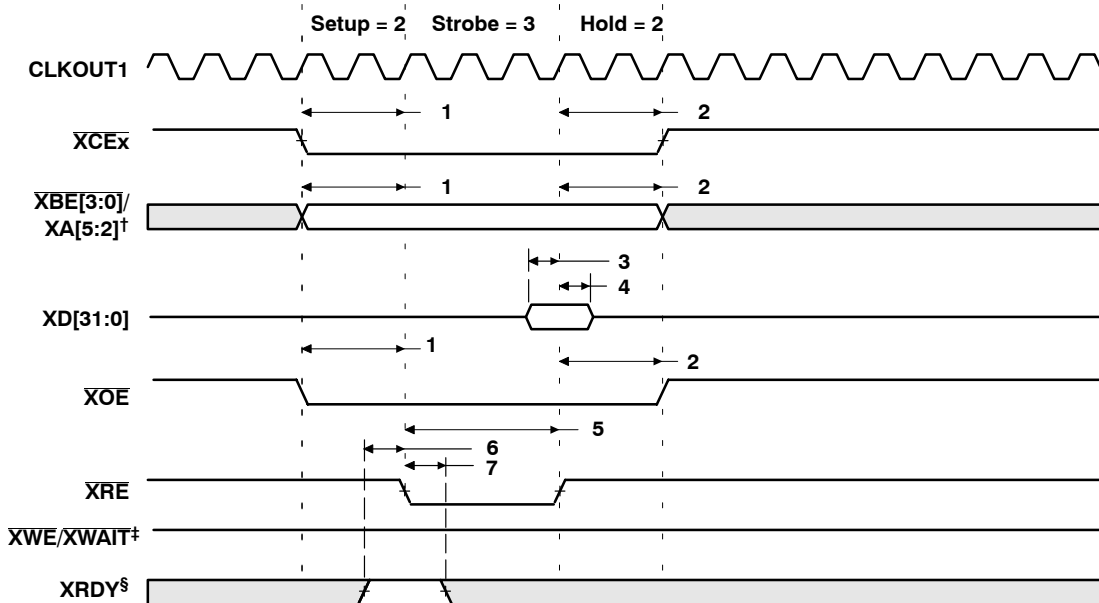 Setup = 2 Strobe = 3 Hold = 2
CLKOUT1
1 2
XCEx
1 2
XBE[3:0]/
XA[5:2]†
3
4
XD[31:0]
1
2
XOE
5
6
7
XRE
XWE/XWAIT‡
XRDY§